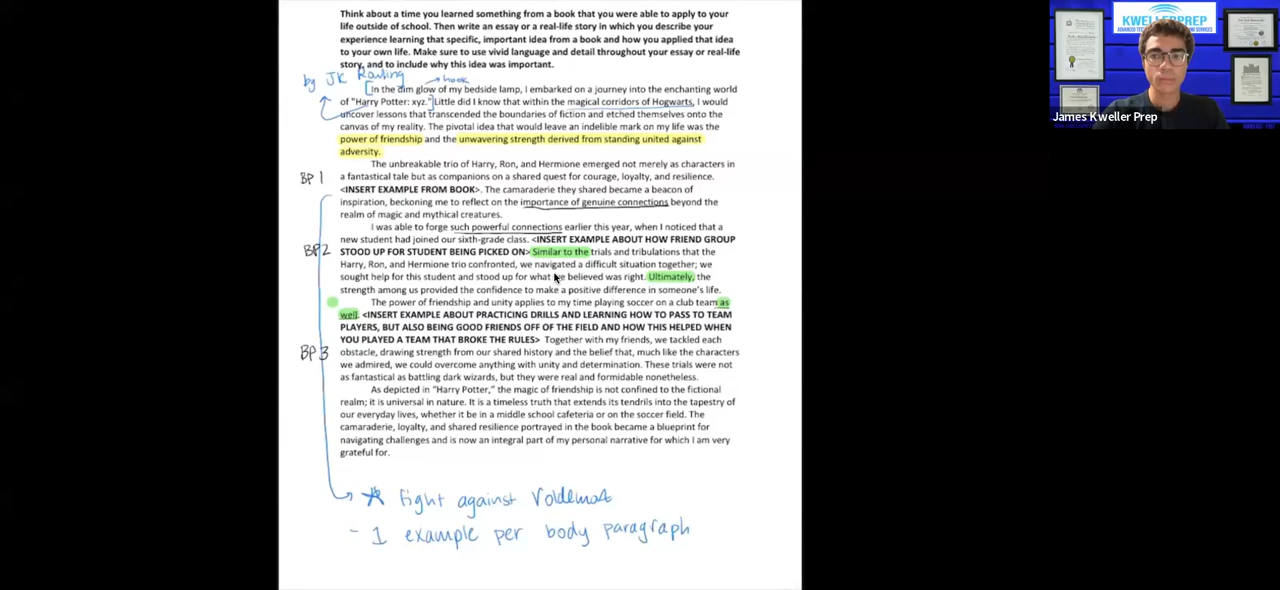 Think about a time you learned something from a book that you were able to apply to your
life outside of school. Then write an essay or a real-life story in which you describe your
experience learning that specific, important idea from a book and how you applied that idea
to your own life. Make sure to use vivid language and detail throughout your essay or real-life
story, and to include why this idea was important.
by JK Rowling
hook
In the dim glow of my bedside lamp, I embarked on a journey into the enchanting world
of "Harry Potter: xyz." Little did I know that within the magical corridors of Hogwarts, I would
uncover lessons that transcended the boundaries of fiction and etched themselves onto the
canvas of my reality. The pivotal idea that would leave an indelible mark on my life was the
power of friendship and the unwavering strength derived from standing united against
adversity.
The unbreakable trio of Harry, Ron, and Hermione emerged not merely as characters in
BP 1
a fantastical tale but as companions on a shared quest for courage, loyalty, and resilience.
<INSERT EXAMPLE FROM BOOK>. The camaraderie they shared became a beacon of
inspiration, beckoning me to reflect on the importance of genuine connections beyond the
realm of magic and mythical creatures.
I was able to forge such powerful connections earlier this year, when I noticed that a
new student had joined our sixth-grade class. <INSERT EXAMPLE ABOUT HOW FRIEND GROUP
BP2
STOOD UP FOR STUDENT BEING PICKED ON> Similar to the trials and tribulations that the
Harry, Ron, and Hermione trio confronted, we navigated a difficult situation together; we
sought help for this student and stood up for what we believed was right. Ultimately, the
strength among us provided the confidence to make a positive difference in someone's life.
The power of friendship and unity applies to my time playing soccer on a club team as
well. <INSERT EXAMPLE ABOUT PRACTICING DRILLS AND LEARNING HOW TO PASS TO TEAM
PLAYERS, BUT ALSO BEING GOOD FRIENDS OFF OF THE FIELD AND HOW THIS HELPED WHEN
YOU PLAYED A TEAM THAT BROKE THE RULES> Together with my friends, we tackled each
BP 3
obstacle, drawing strength from our shared history and the belief that, much like the characters
we admired, we could overcome anything with unity and determination. These trials were not
as fantastical as battling dark wizards, but they were real and formidable nonetheless.
As depicted in "Harry Potter," the magic of friendship is not confined to the fictional
realm; it is universal in nature. It is a timeless truth that extends its tendrils into the tapestry of
our everyday lives, whether it be in a middle school cafeteria or on the soccer field. The
camaraderie, loyalty, and shared resilience portrayed in the book became a blueprint for
navigating challenges and is now an integral part of my personal narrative for which I am very
grateful for.
fight against Voldemort
- 1 example per body paragraph
KWELLERPREP
James Kweller Prep